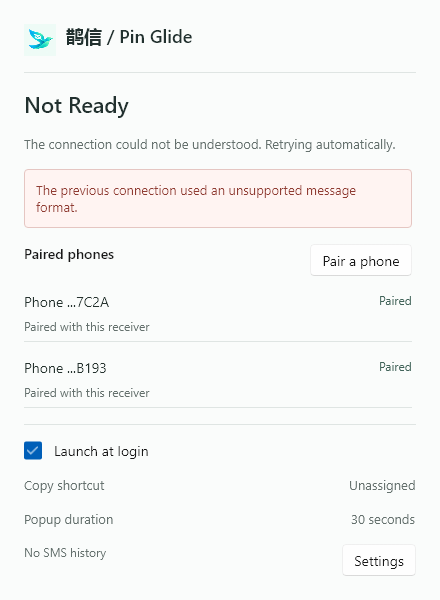 鹊信 / Pin Glide
Not Ready
The connection could not be understood. Retrying automatically.
The previous connection used an unsupported message
format.
Paired phones
Pair a phone
Phone ...7C2A
Paired
Paired with this receiver
Phone ...B193
Paired
Paired with this receiver
Launch at login
Copy shortcut
Unassigned
Popup duration
30 seconds
No SMS history
Settings